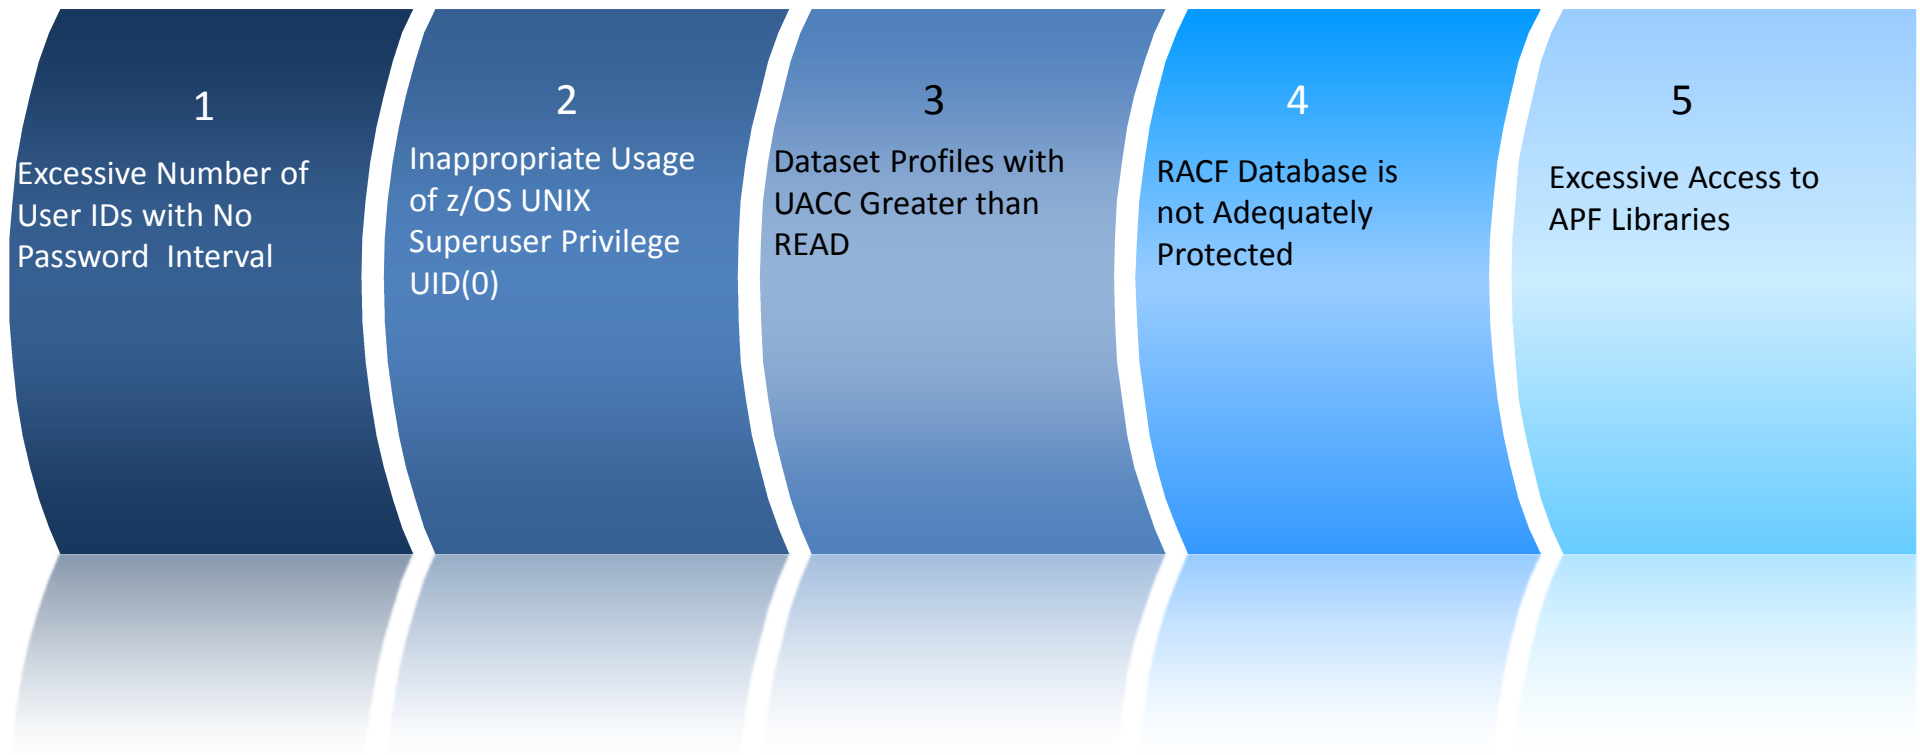 1
Excessive Number of
User IDs with No
Password  Interval
2
Inappropriate Usage
of z/OS UNIX
Superuser Privilege
UID(0)
3
Dataset Profiles with
UACC Greater than
READ
4
RACF Database is
not Adequately
Protected
5
Excessive Access to
APF Libraries